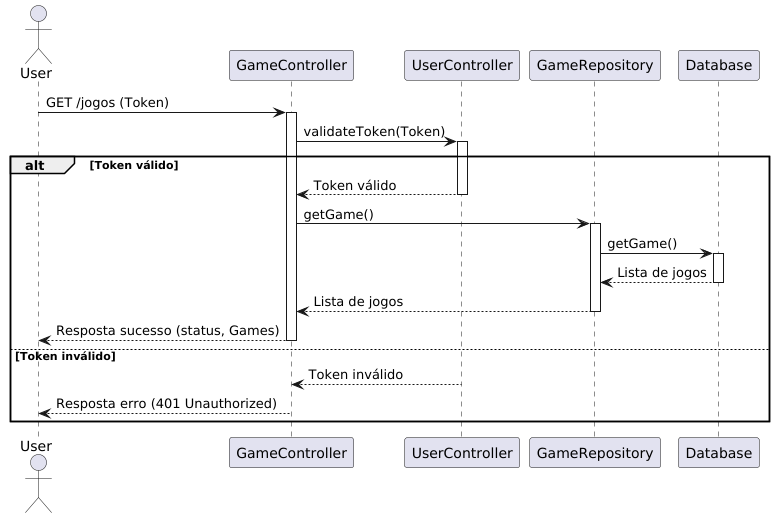 User
GameController
UserController
GameRepository
Database
GET /jogos (Token)
validateToken(Token)
alt
[Token válido]
Token válido
getGame()
getGame()
Lista de jogos
Lista de jogos
Resposta sucesso (status, Games)
[Token inválido]
Token inválido
Resposta erro (401 Unauthorized)
User
GameController
UserController
GameRepository
Database